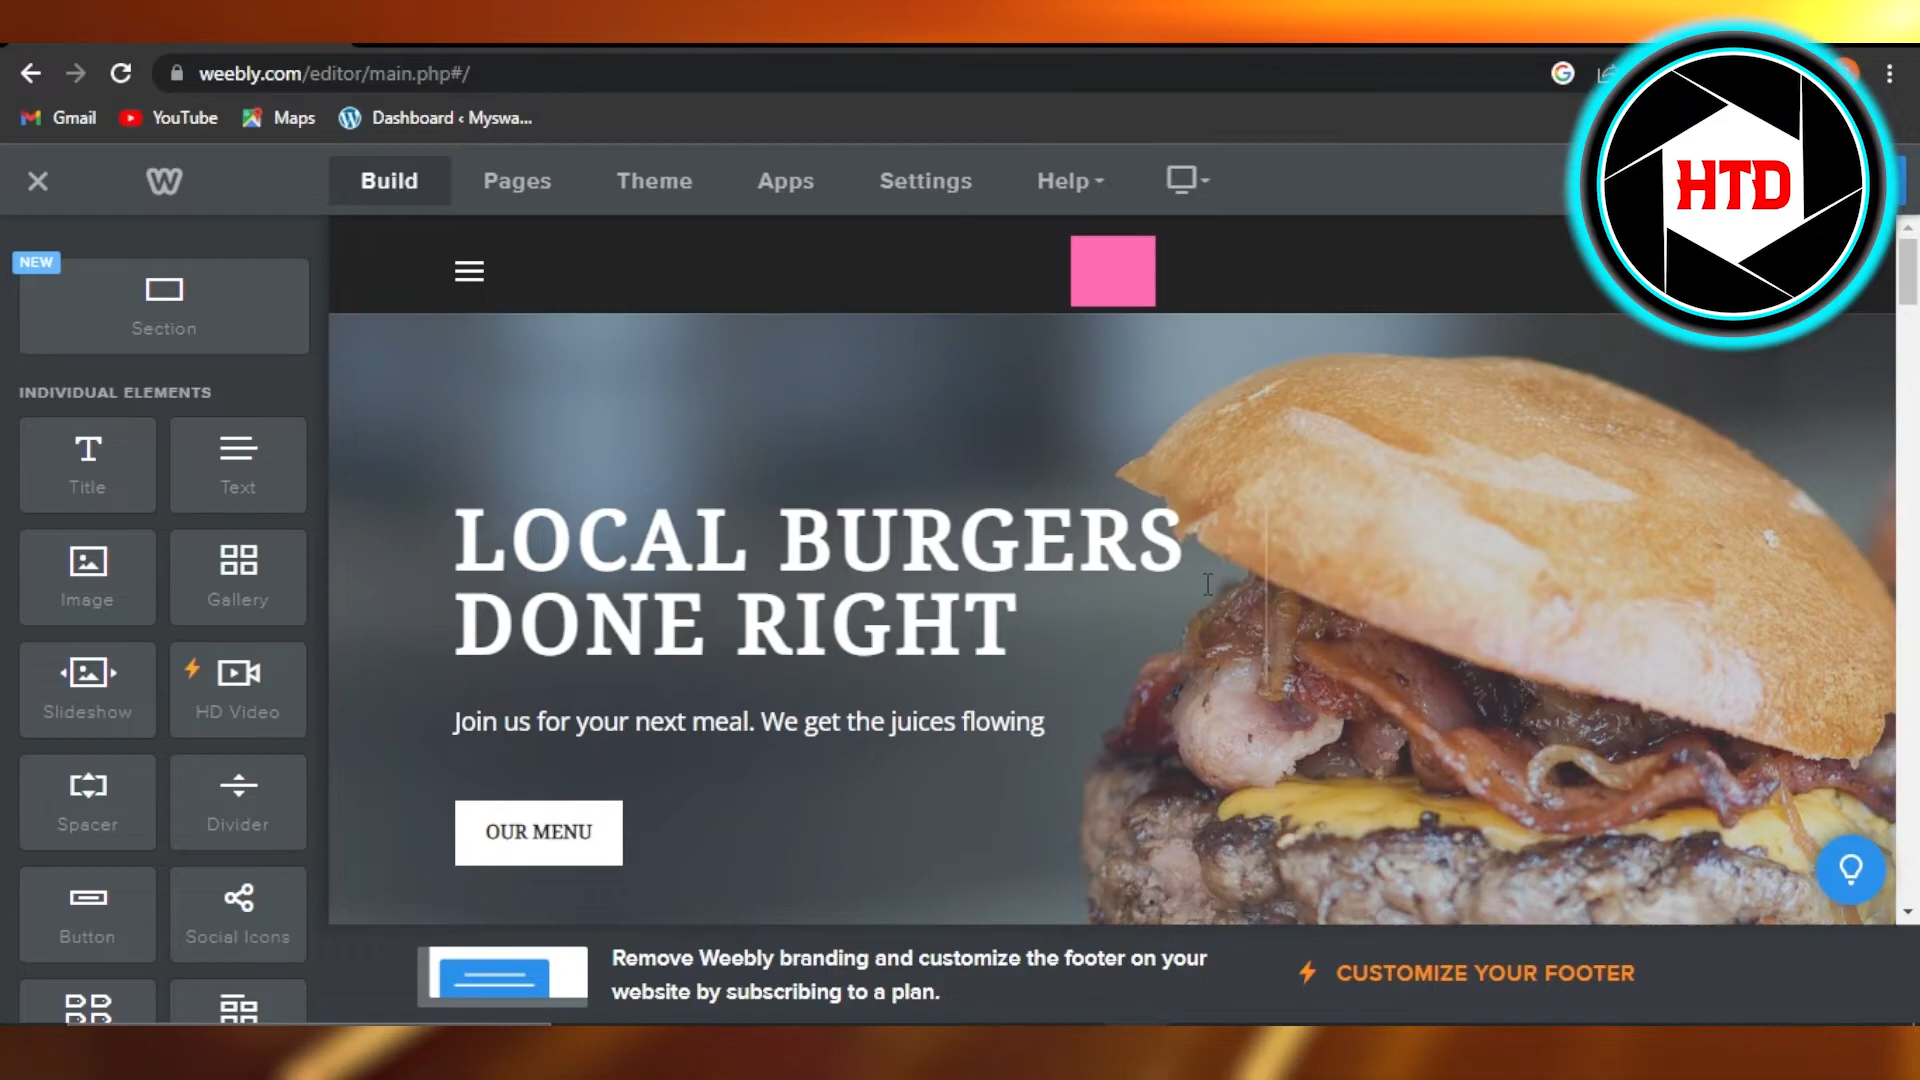 weebly.com/editor/main.php#/
Gmail YouTube Maps Dashboard ‹ Myswa...
Build Pages Theme Apps Settings Help
HTD
NEW
Section
INDIVIDUAL ELEMENTS
Title Text
Image Gallery
Slideshow HD Video
Spacer Divider
Button Social Icons
LOCAL BURGERS
DONE RIGHT
Join us for your next meal. We get the juices flowing
OUR MENU
Remove Weebly branding and customize the footer on your
website by subscribing to a plan.
CUSTOMIZE YOUR FOOTER